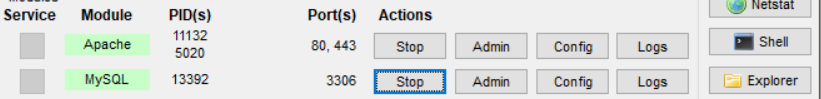 Modules
Service Module PID(s) Port(s) Actions
Netstat
Apache 11132 5020 80, 443 Stop Admin Config Logs
Shell
MySQL 13392 3306 Stop Admin Config Logs
Explorer